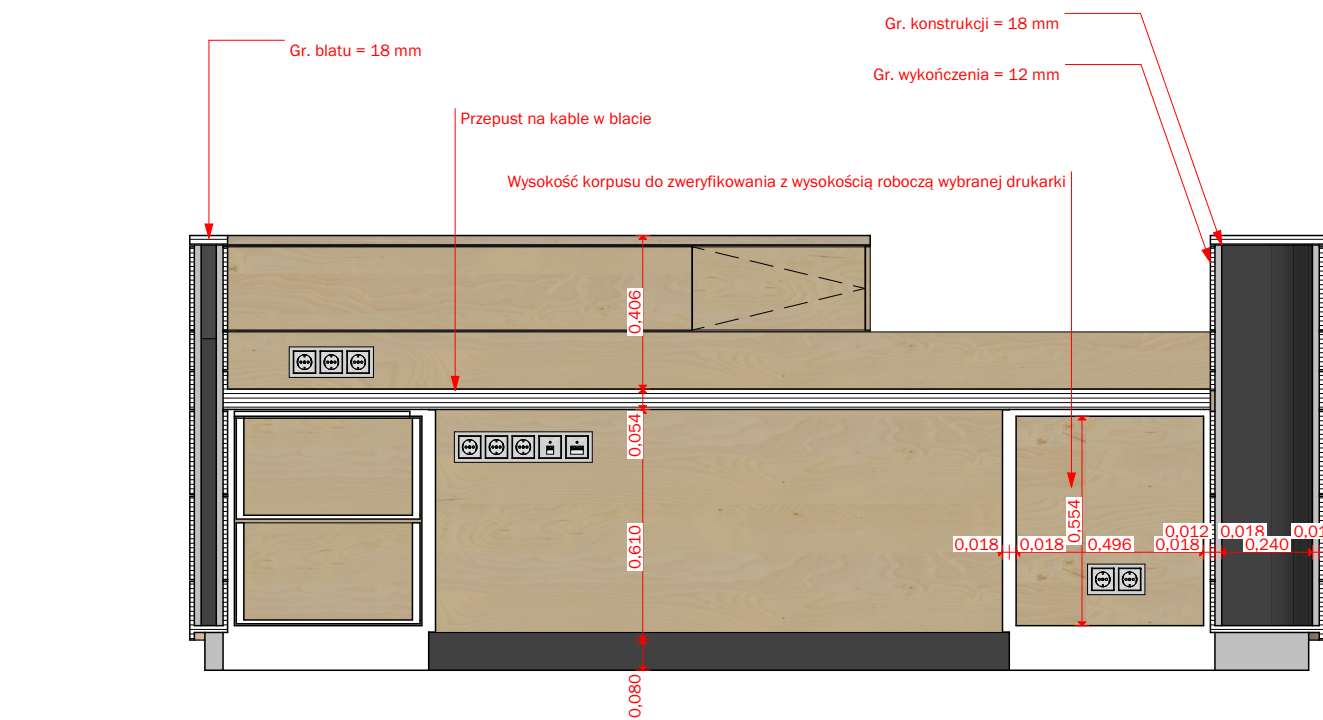 Gr. konstrukcji = 18 mm
Gr. blatu = 18 mm
Gr. wykończenia = 12 mm
Przepust na kable w blacie
Wysokość korpusu do zweryfikowania z wysokością roboczą wybranej drukarki
0,406
0,054
0,610
0,554
0,012 0,018 0,01
0,018 0,018 0,496 0,018 0,240
0,080